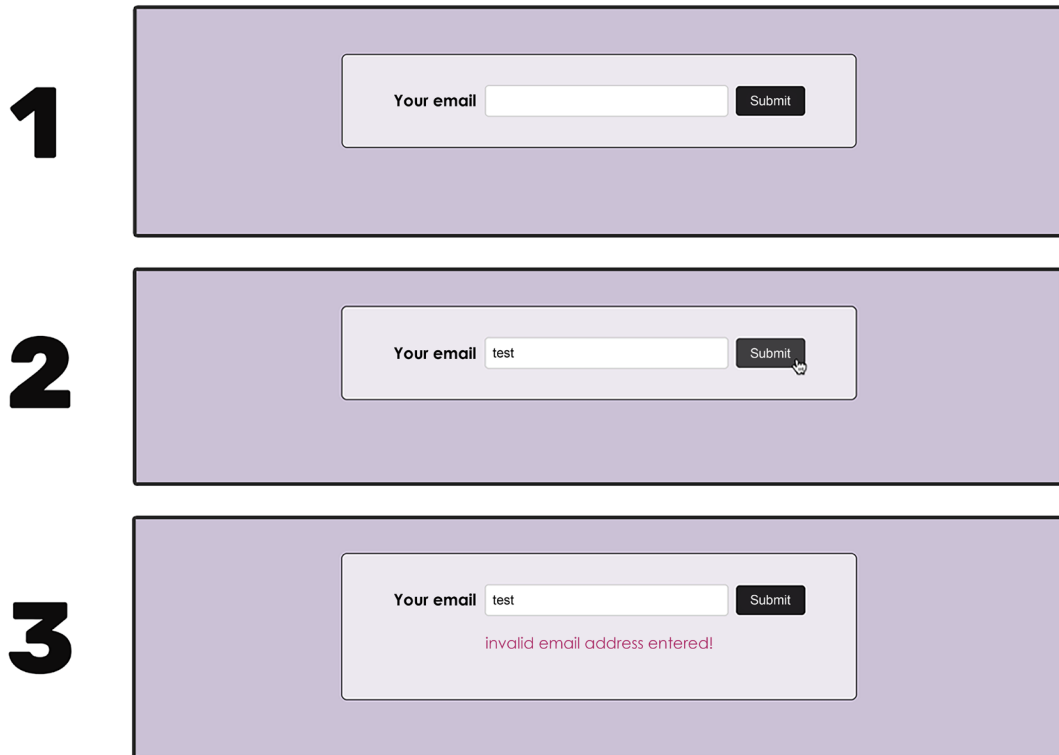 1
Your email Submit
2
Your email test Submit
3
Your email test Submit
invalid email address entered!